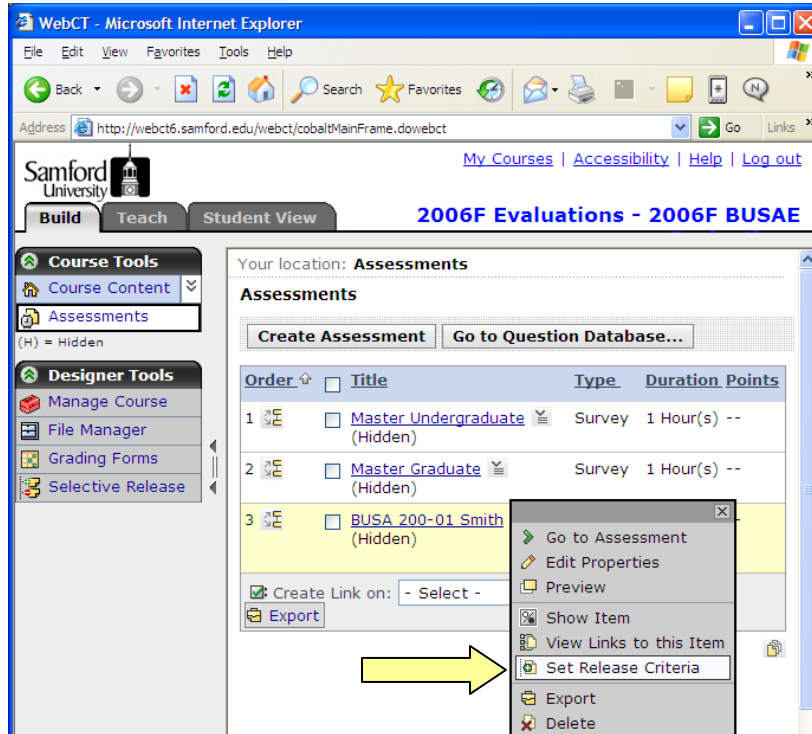 WebCT - Microsoft Internet Explorer
File Edit View Favorites Tools Help
Back Search Favorites
Address http://webct6.samford.edu/webct/cobaltMainFrame.dowebct Go Links
Samford University
My Courses | Accessibility | Help | Log out
Build Teach Student View
2006F Evaluations - 2006F BUSAE
Course Tools
Course Content
Assessments
(H) = Hidden
Designer Tools
Manage Course
File Manager
Grading Forms
Selective Release
Your location: Assessments
Assessments
Create Assessment Go to Question Database...
Order Title Type Duration Points
1 Master Undergraduate Survey 1 Hour(s) --
(Hidden)
2 Master Graduate Survey 1 Hour(s) --
(Hidden)
3 BUSA 200-01 Smith
(Hidden)
Create Link on: - Select -
Export
Go to Assessment
Edit Properties
Preview
Show Item
View Links to this Item
Set Release Criteria
Export
Delete